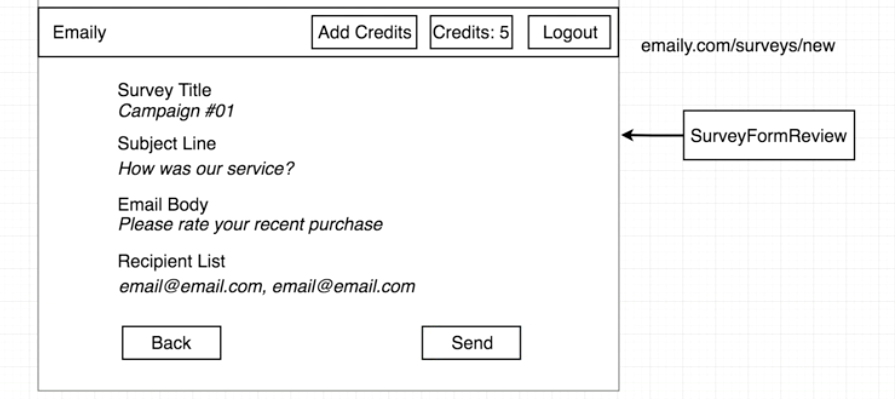 Emaily
Add Credits
Credits: 5
Logout
emaily.com/surveys/new
Survey Title
Campaign #01
SurveyFormReview
Subject Line
How was our service?
Email Body
Please rate your recent purchase
Recipient List
email@email.com, email@email.com
Back
Send